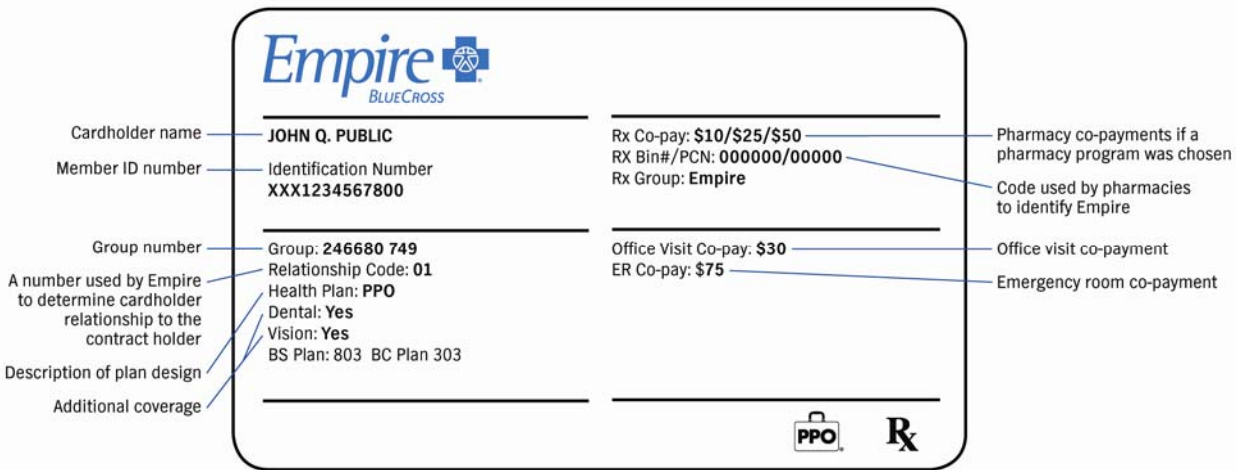 Empire
BLUECROSS
Cardholder name
JOHN Q. PUBLIC
Member ID number
Identification Number
XXX1234567800
Rx Co-pay: $10/$25/$50
RX Bin#/PCN: 000000/00000
Rx Group: Empire
Pharmacy co-payments if a
pharmacy program was chosen
Code used by pharmacies
to identify Empire
Group number
A number used by Empire
to determine cardholder
relationship to the
contract holder
Description of plan design
Additional coverage
Group: 246680 749
Relationship Code: 01
Health Plan: PPO
Dental: Yes
Vision: Yes
BS Plan: 803 BC Plan 303
Office Visit Co-pay: $30
ER Co-pay: $75
Office visit co-payment
Emergency room co-payment
PPO
Rx